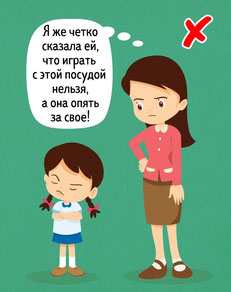 Я же четко
сказала ей,
что играть
с этой посудой
нельзя,
а она опять
за свое!